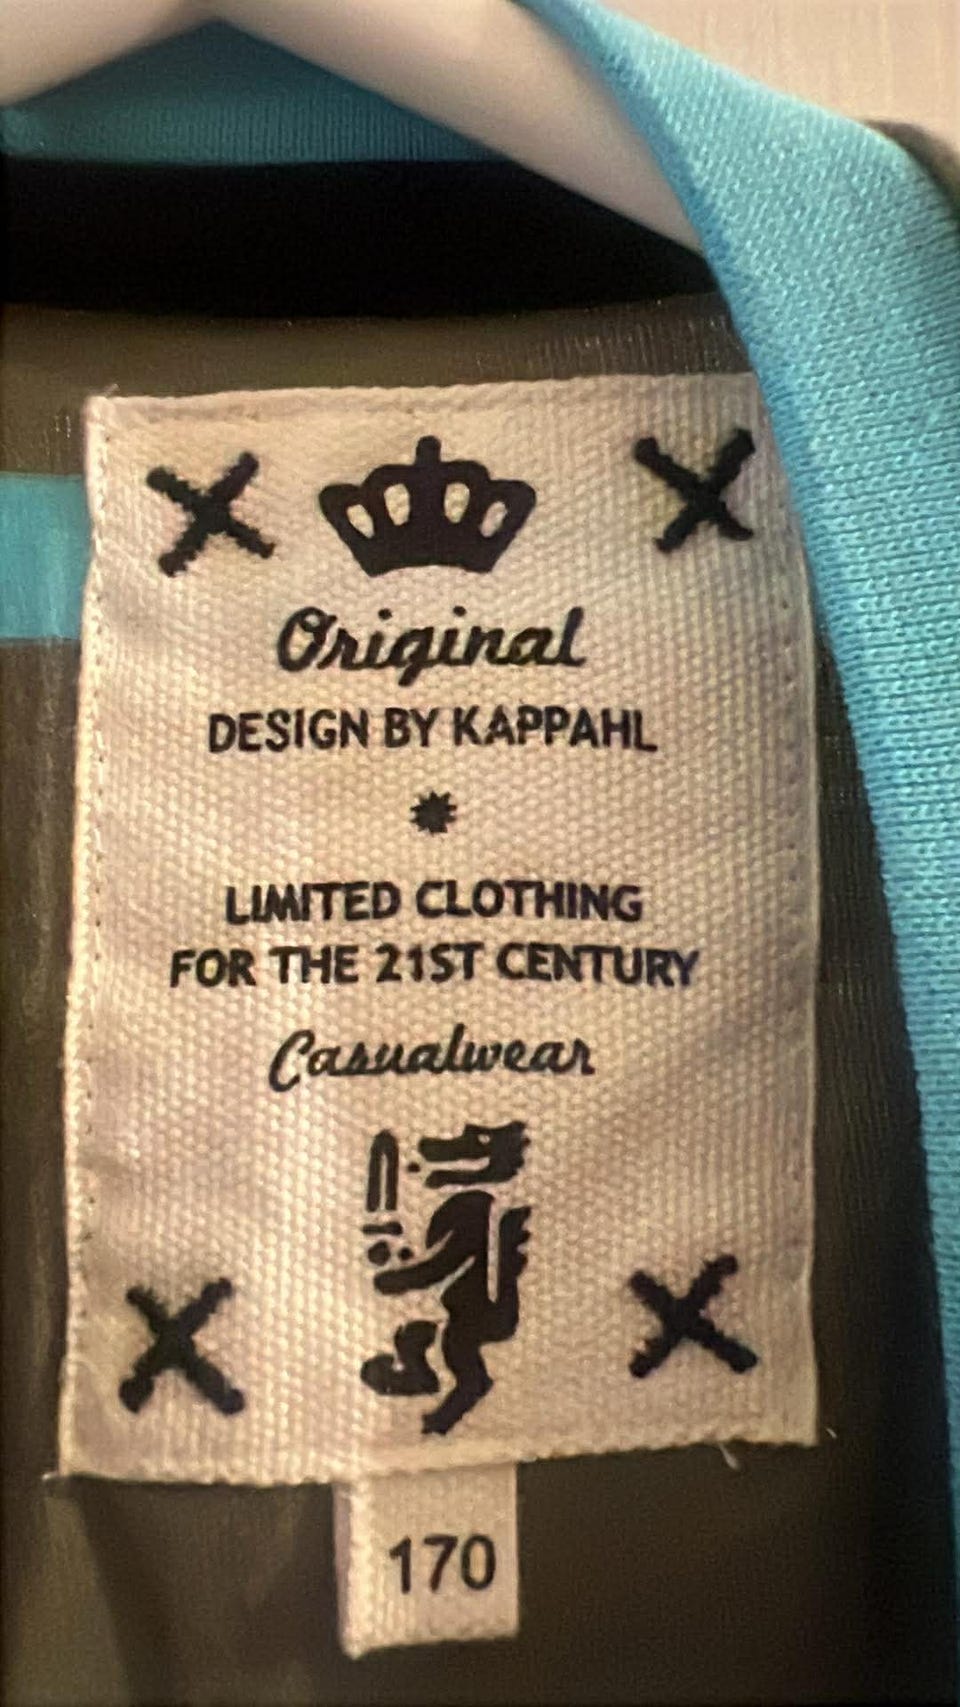 Original
DESIGN BY KAPPAHL
LIMITED CLOTHING
FOR THE 21ST CENTURY
Casualwear
170